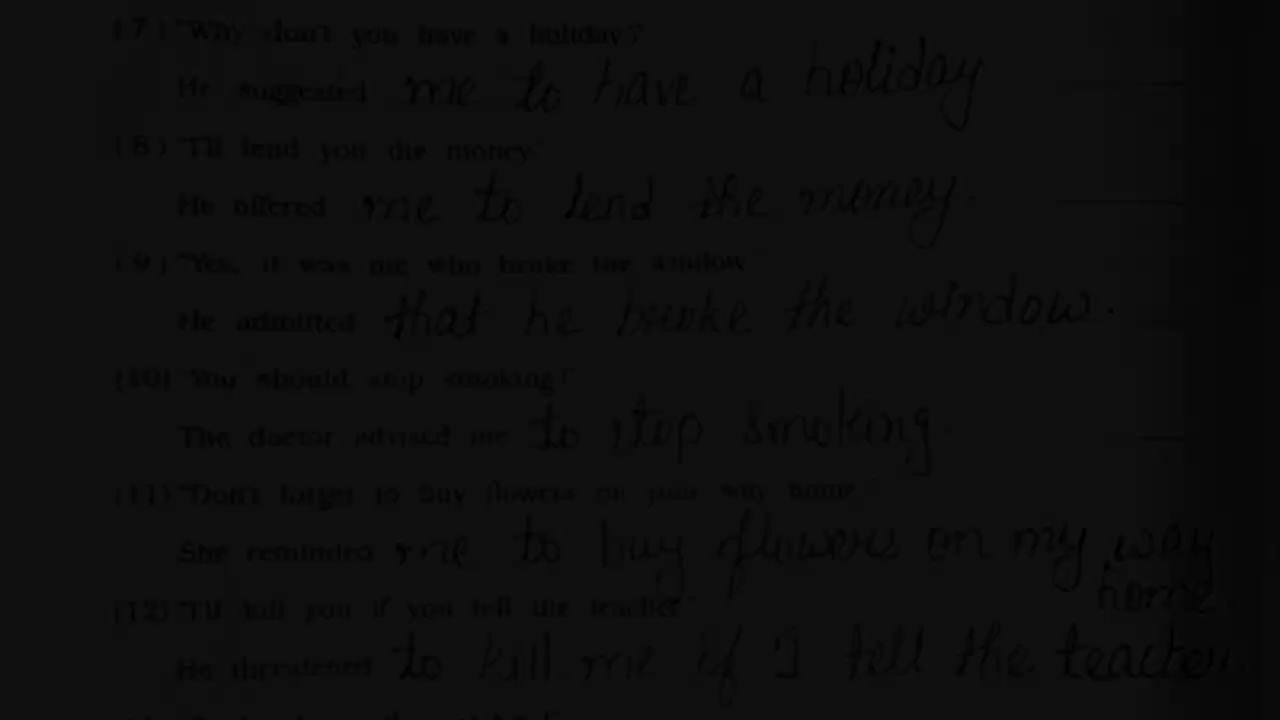 (7) "Why don't you have a holiday?"
He suggested me to have a holiday
(8) "I'll lend you the money"
He offered me to lend the money.
(9) "Yes, it was me who broke the window"
He admitted that he broke the window.
(10) "You should stop smoking!"
The doctor advised me to stop smoking.
(11) "Don't forget to buy flowers on your way home"
She reminded me to buy flowers on my way
home.
(12) "I'll kill you if you tell the teacher"
He threatened to kill me if I tell the teacher.